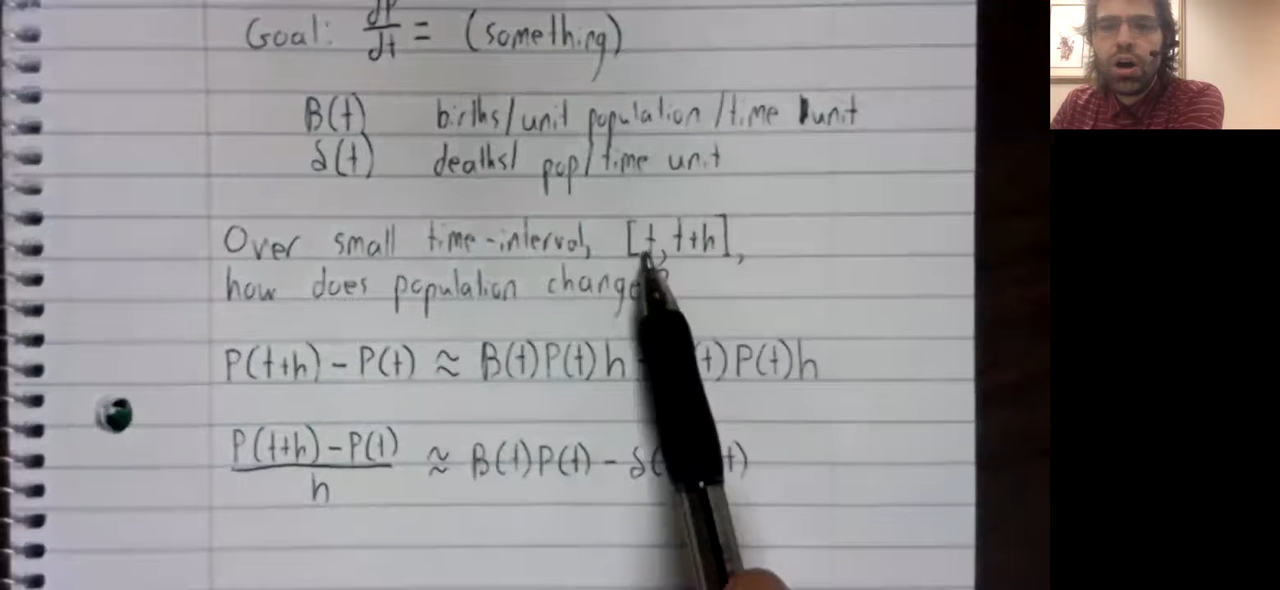 Goal: dP/dt = (something)
B(t) births/unit population/time unit
δ(t) deaths/ pop/time unit
Over small time-interval, [t, t+h],
how does population change
P(t+h) - P(t) ≈ B(t)P(t)h (t)P(t)h
P(t+h) - P(t)
h
≈ B(t)P(t) - δ( t)